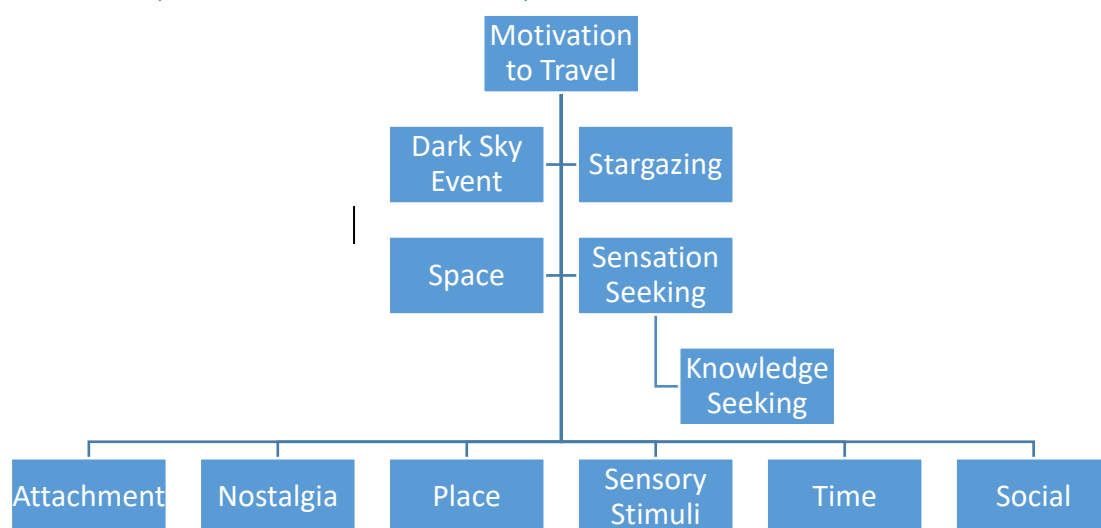 Motivation
to Travel
Dark Sky
Event
Stargazing
Space
Sensation
Seeking
Knowledge
Seeking
Attachment
Nostalgia
Place
Sensory
Stimuli
Time
Social